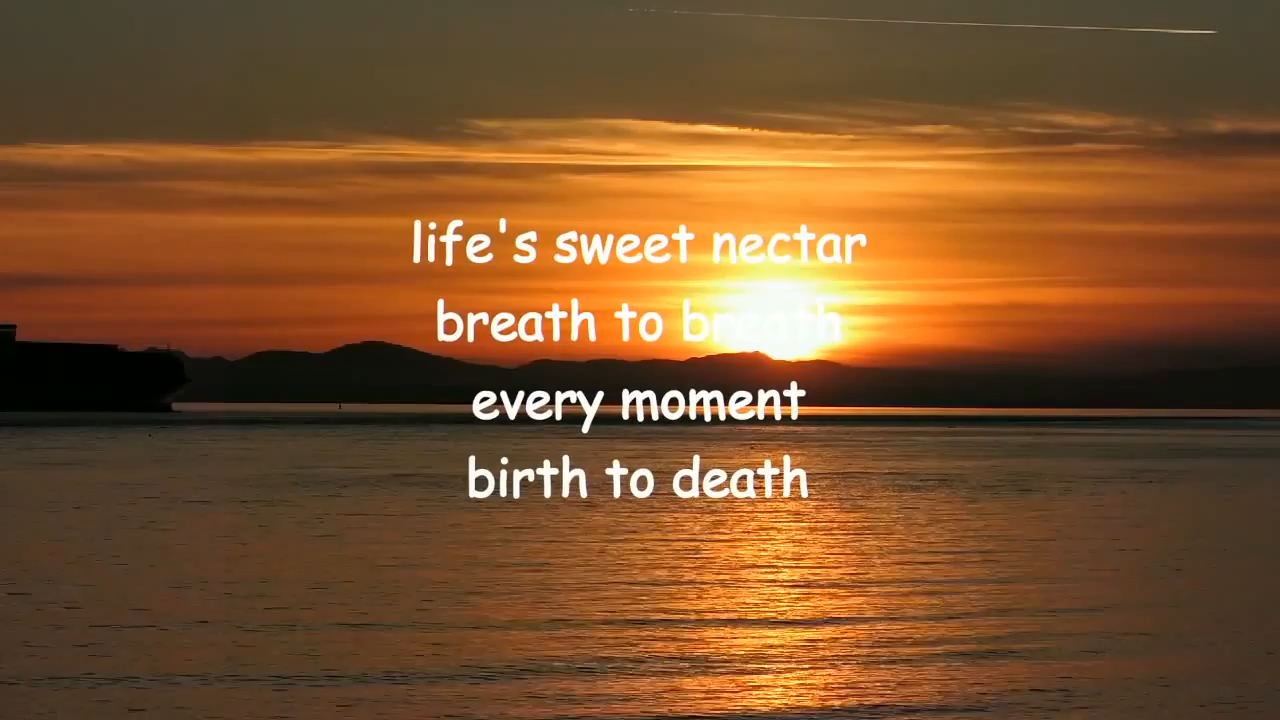 life's sweet nectar
breath to breath
every moment
birth to death